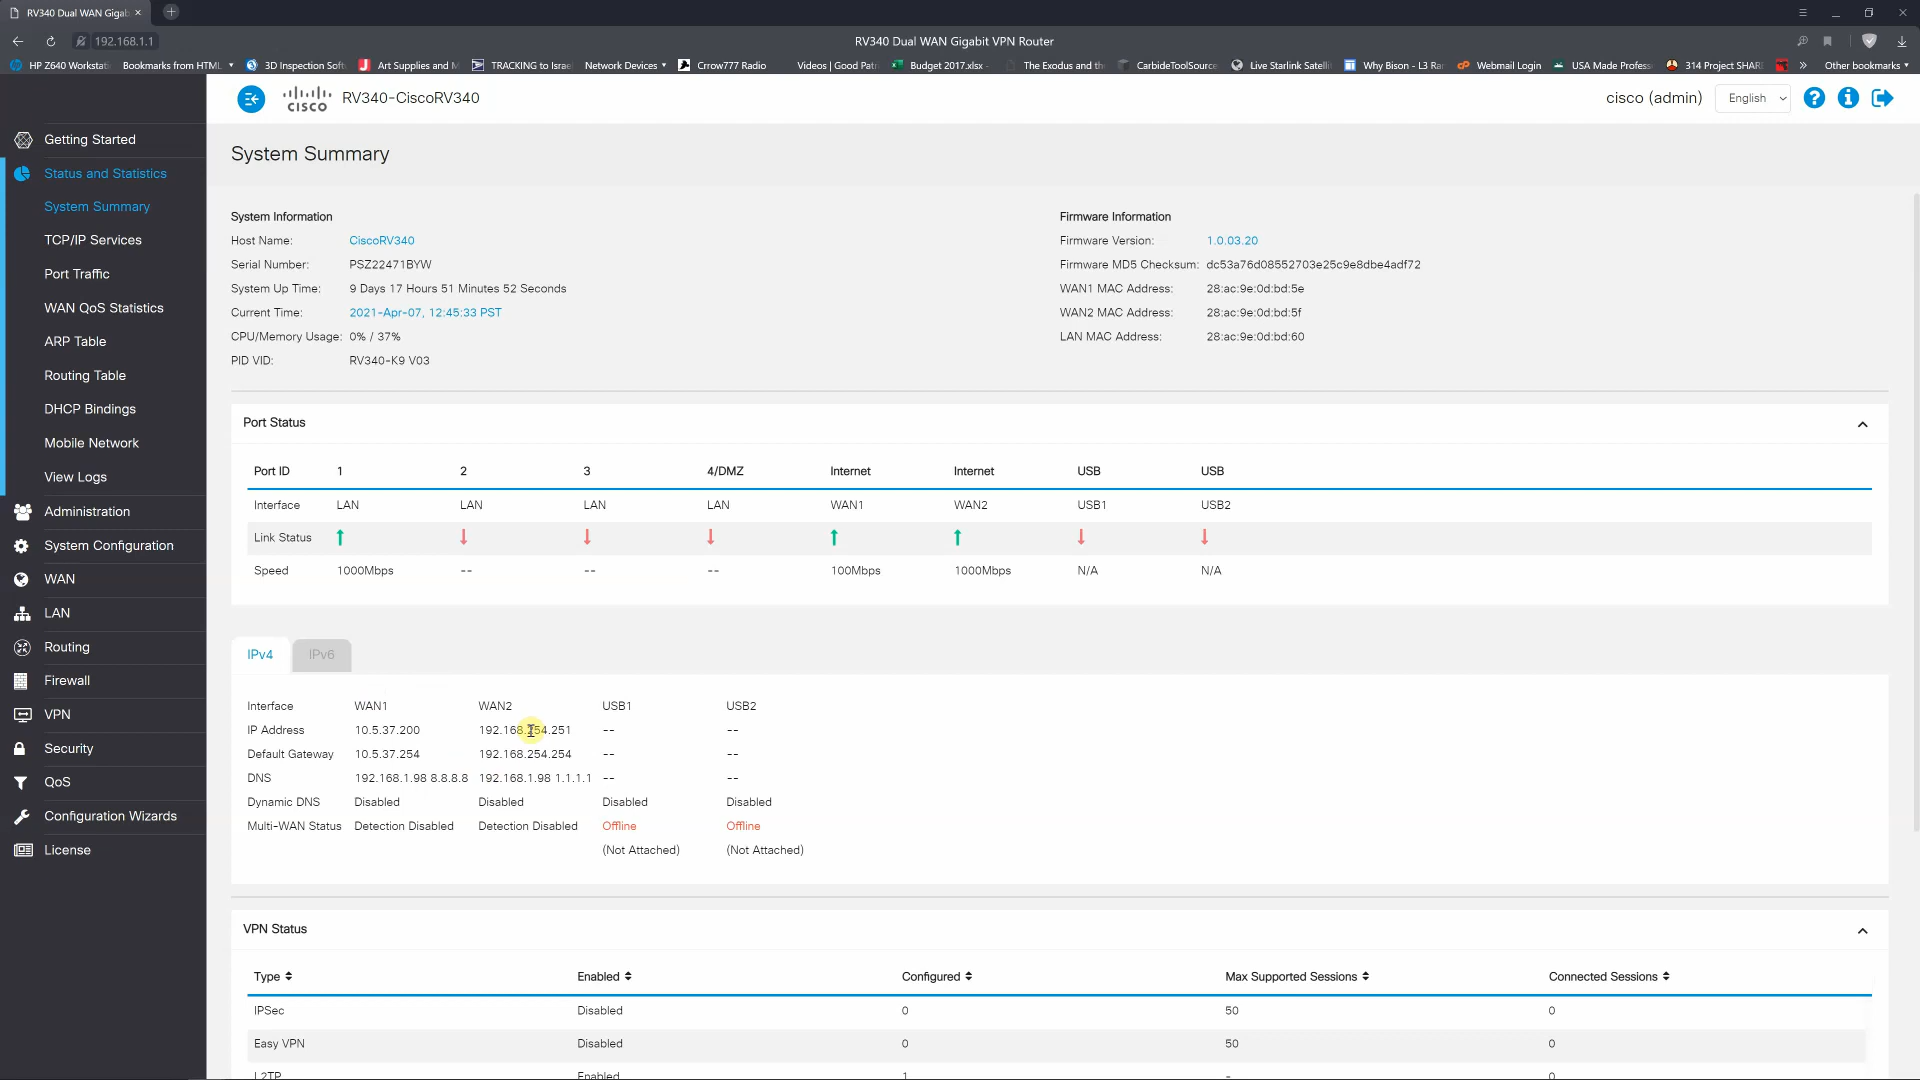 RV340 Dual WAN Gigab
192.168.1.1
RV340 Dual WAN Gigabit VPN Router
HP Z640 Workstati
Bookmarks from HTML
3D Inspection Soft
Art Supplies and M
TRACKING to Israe
Network Devices
Crrow777 Radio
Videos | Good Patr
Budget 2017.xlsx -
The Exodus and the
CarbideToolSource
Live Starlink Satelli
Why Bison - L3 Ra
Webmail Login
USA Made Profess
314 Project SHAR
Other bookmarks
CISCO RV340-CiscoRV340
cisco (admin) English
Getting Started
Status and Statistics
System Summary
TCP/IP Services
Port Traffic
WAN QoS Statistics
ARP Table
Routing Table
DHCP Bindings
Mobile Network
View Logs
Administration
System Configuration
WAN
LAN
Routing
Firewall
VPN
Security
QoS
Configuration Wizards
License
System Summary
System Information
Host Name: CiscoRV340
Serial Number: PSZ22471BYW
System Up Time: 9 Days 17 Hours 51 Minutes 52 Seconds
Current Time: 2021-Apr-07, 12:45:33 PST
CPU/Memory Usage: 0% / 37%
PID VID: RV340-K9 V03
Firmware Information
Firmware Version: 1.0.03.20
Firmware MD5 Checksum: dc53a76d08552703e25c9e8dbe4adf72
WAN1 MAC Address: 28:ac:9e:0d:bd:5e
WAN2 MAC Address: 28:ac:9e:0d:bd:5f
LAN MAC Address: 28:ac:9e:0d:bd:60
Port Status
Port ID 1 2 3 4/DMZ Internet Internet USB USB
Interface LAN LAN LAN LAN WAN1 WAN2 USB1 USB2
Link Status
Speed 1000Mbps -- -- -- 100Mbps 1000Mbps N/A N/A
IPv4 IPv6
Interface WAN1 WAN2 USB1 USB2
IP Address 10.5.37.200 192.168.254.251 -- --
Default Gateway 10.5.37.254 192.168.254.254 -- --
DNS 192.168.1.98 8.8.8.8 192.168.1.98 1.1.1.1 -- --
Dynamic DNS Disabled Disabled Disabled Disabled
Multi-WAN Status Detection Disabled Detection Disabled Offline Offline
(Not Attached) (Not Attached)
VPN Status
Type Enabled Configured Max Supported Sessions Connected Sessions
IPSec Disabled 0 50 0
Easy VPN Disabled 0 50 0
L2TP Enabled 1 - 0